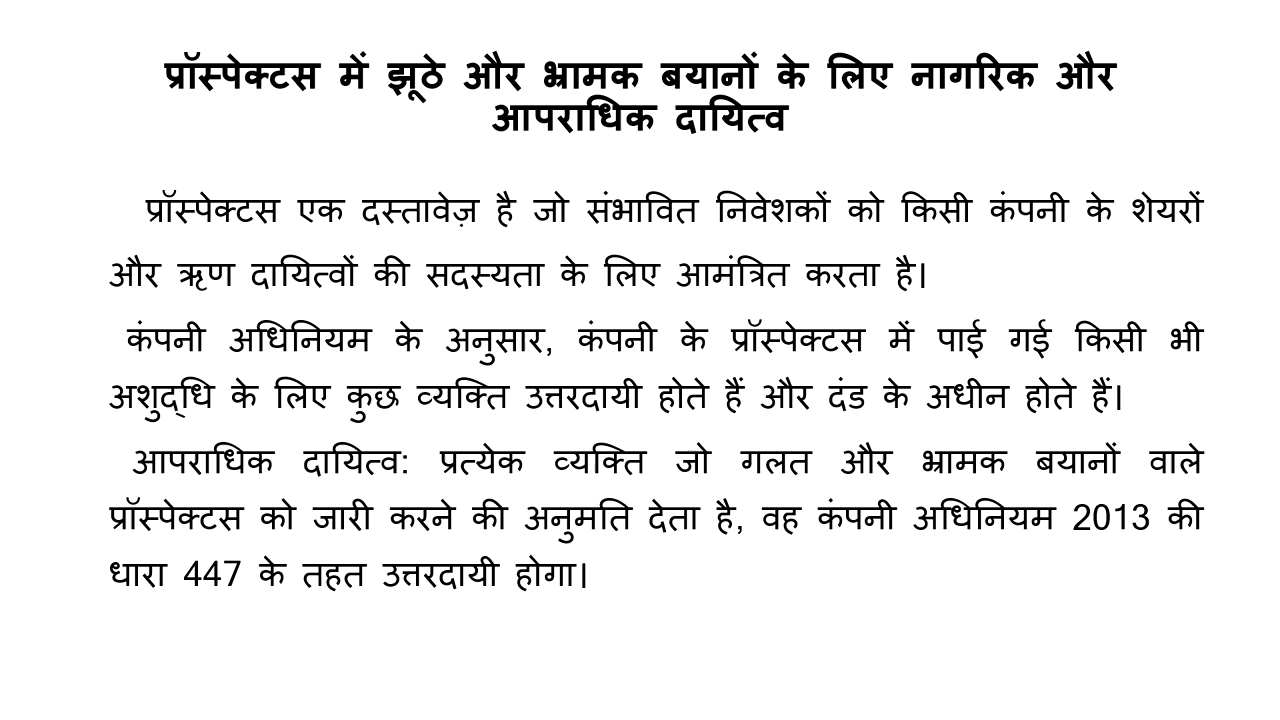 प्रॉस्पेक्टस में झूठे और भ्रामक बयानों के लिए नागरिक और
आपराधिक दायित्व
प्रॉस्पेक्टस एक दस्तावेज़ है जो संभावित निवेशकों को किसी कंपनी के शेयरों
और ऋण दायित्वों की सदस्यता के लिए आमंत्रित करता है।
कंपनी अधिनियम के अनुसार, कंपनी के प्रॉस्पेक्टस में पाई गई किसी भी
अशुद्धि के लिए कुछ व्यक्ति उत्तरदायी होते हैं और दंड के अधीन होते हैं।
आपराधिक दायित्व: प्रत्येक व्यक्ति जो गलत और भ्रामक बयानों वाले
प्रॉस्पेक्टस को जारी करने की अनुमति देता है, वह कंपनी अधिनियम 2013 की
धारा 447 के तहत उत्तरदायी होगा।